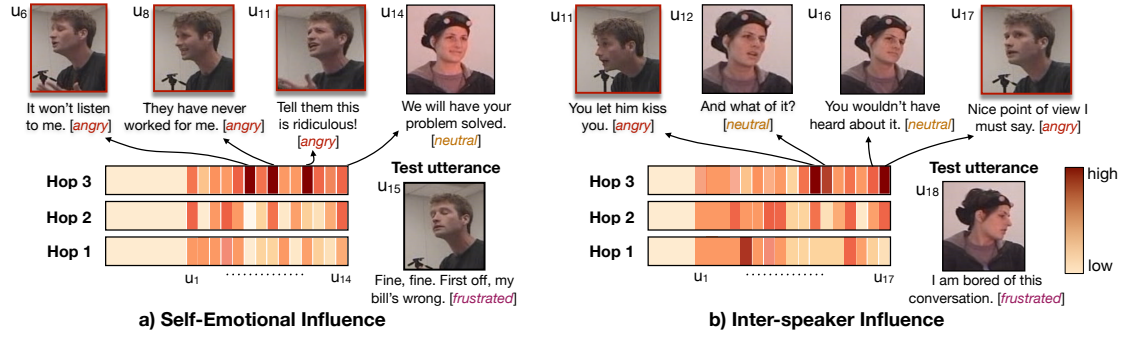 u6
u8
u11
u14
It won't listen
to me. [angry]
They have never
worked for me. [angry]
Tell them this
is ridiculous!
[angry]
We will have your
problem solved.
[neutral]
Test utterance
u15
Hop 3
Hop 2
Hop 1
u1
u14
Fine, fine. First off, my
bill's wrong. [frustrated]
a) Self-Emotional Influence
u11
u12
u16
u17
You let him kiss
you. [angry]
And what of it?
[neutral]
You wouldn't have
heard about it. [neutral]
Nice point of view I
must say. [angry]
Test utterance
u18
Hop 3
Hop 2
Hop 1
u1
u17
high
low
I am bored of this
conversation. [frustrated]
b) Inter-speaker Influence